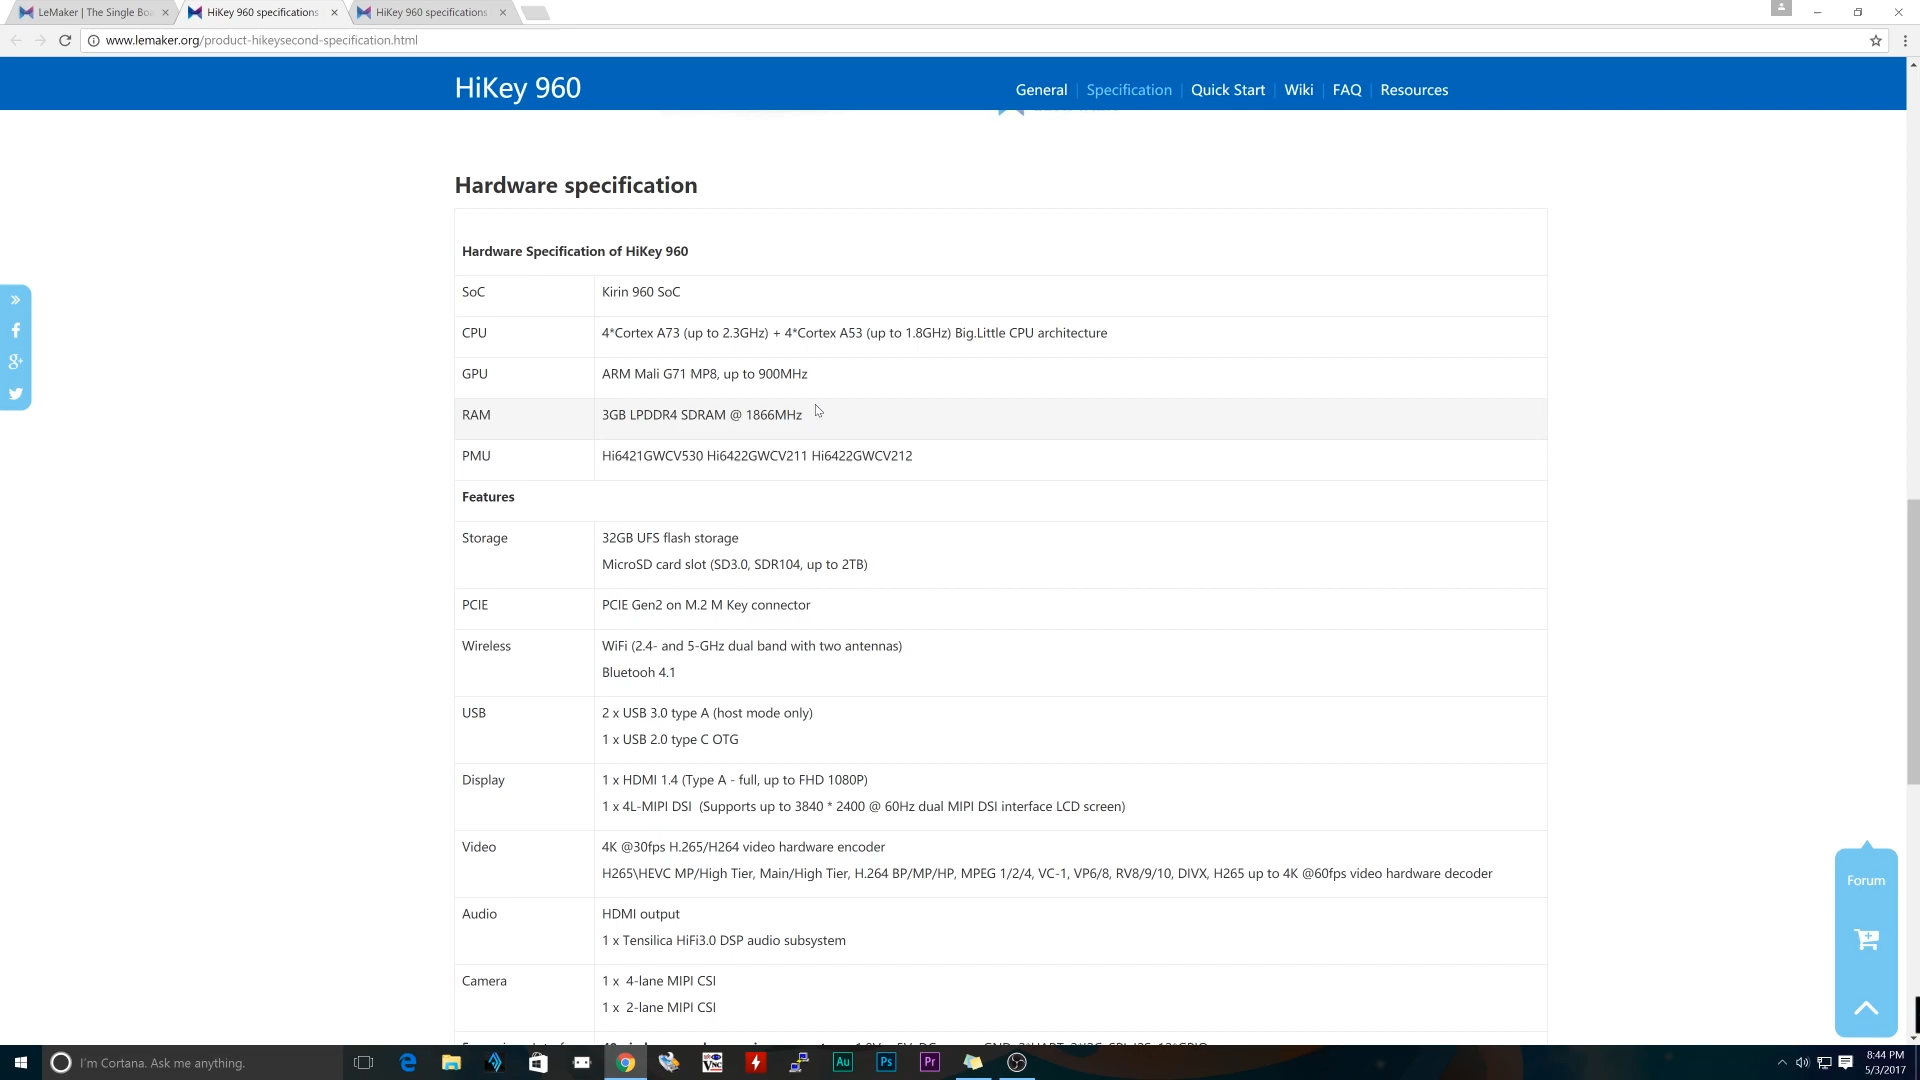 LeMaker | The Single Bo
HiKey 960 specifications
HiKey 960 specifications
www.lemaker.org/product-hikeysecond-specification.html
HiKey 960
General | Specification | Quick Start | Wiki | FAQ | Resources
Hardware specification
Hardware Specification of HiKey 960
SoC Kirin 960 SoC
CPU 4*Cortex A73 (up to 2.3GHz) + 4*Cortex A53 (up to 1.8GHz) Big.Little CPU architecture
GPU ARM Mali G71 MP8, up to 900MHz
RAM 3GB LPDDR4 SDRAM @ 1866MHz
PMU Hi6421GWCV530 Hi6422GWCV211 Hi6422GWCV212
Features
Storage 32GB UFS flash storage
MicroSD card slot (SD3.0, SDR104, up to 2TB)
PCIE PCIE Gen2 on M.2 M Key connector
Wireless WiFi (2.4- and 5-GHz dual band with two antennas)
Bluetooh 4.1
USB 2 x USB 3.0 type A (host mode only)
1 x USB 2.0 type C OTG
Display 1 x HDMI 1.4 (Type A - full, up to FHD 1080P)
1 x 4L-MIPI DSI (Supports up to 3840 * 2400 @ 60Hz dual MIPI DSI interface LCD screen)
Video 4K @30fps H.265/H264 video hardware encoder
H265\HEVC MP/High Tier, Main/High Tier, H.264 BP/MP/HP, MPEG 1/2/4, VC-1, VP6/8, RV8/9/10, DIVX, H265 up to 4K @60fps video hardware decoder
Forum
Audio HDMI output
1 x Tensilica HiFi3.0 DSP audio subsystem
Camera 1 x 4-lane MIPI CSI
1 x 2-lane MIPI CSI
I'm Cortana. Ask me anything.
Au
Ps
Pr
8:44 PM
5/3/2017